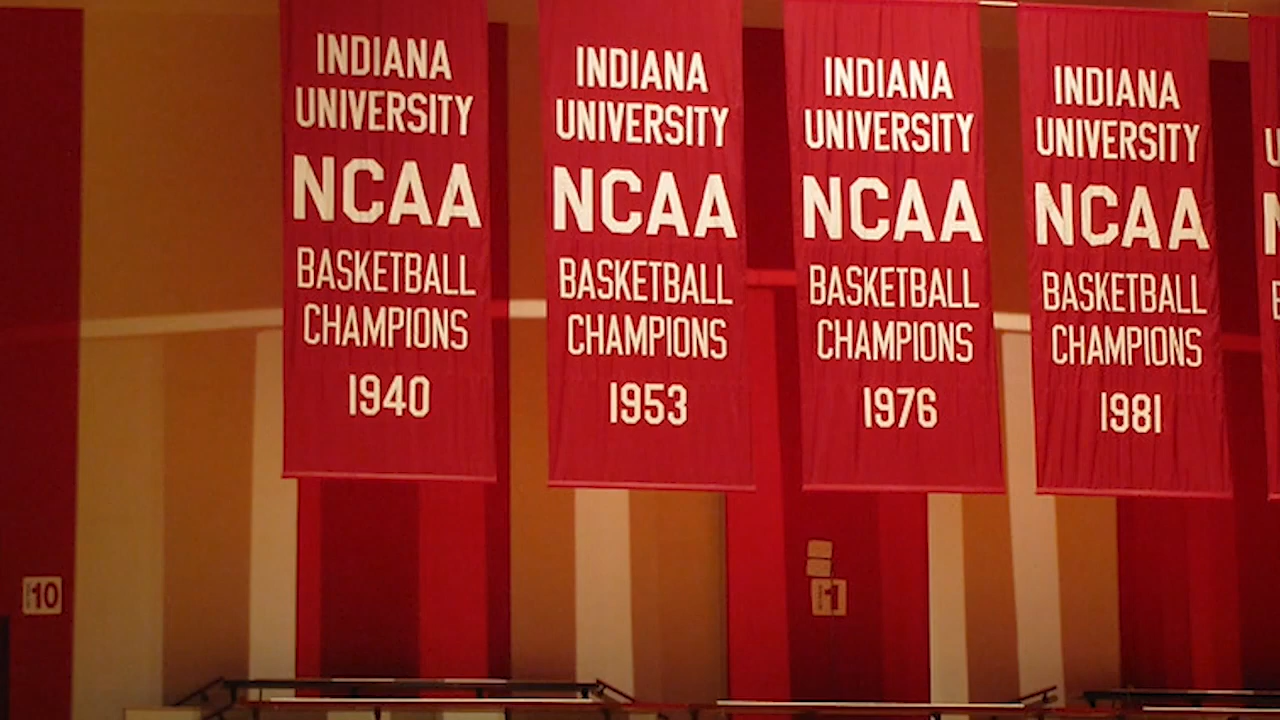 INDIANA
UNIVERSITY
NCAA
BASKETBALL
CHAMPIONS
1940
INDIANA
UNIVERSITY
NCAA
BASKETBALL
CHAMPIONS
1953
INDIANA
UNIVERSITY
NCAA
BASKETBALL
CHAMPIONS
1976
INDIANA
UNIVERSITY
NCAA
BASKETBALL
CHAMPIONS
1981
10
1